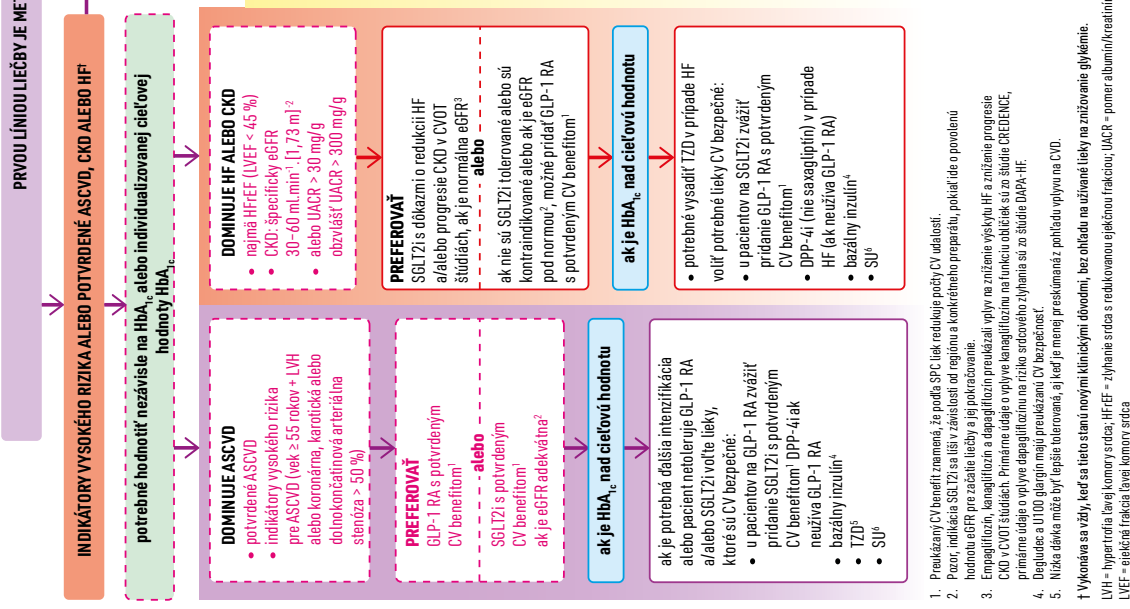 PRVOU LÍNIOU LIEČBY JE ME
INDIKÁTORY VYSOKÉHO RIZIKA ALEBO POTVRDENÉ ASCVD, CKD ALEBO HF†
potrebné hodnotiť nezávisle na HbA1c alebo individualizovanej cieľovej
hodnoty HbA1c
DOMINUJE ASCVD
• potvrdené ASCVD
• indikátory vysokého rizika
pre ASCVD (vek ≥ 55 rokov + LVH
alebo koronárna, karotická alebo
dolnokončatinová arteriálna
stenóza > 50 %)
PREFEROVAŤ
GLP-1 RA s potvrdeným
CV benefitom1
alebo
SGLT2i s potvrdeným
CV benefitom1
ak je eGFR adekvátna2
ak je HbA1c nad cieľovú hodnotu
ak je potrebná ďalšia intenzifikácia
alebo pacient netoleruje GLP-1 RA
a/alebo SGLT2i voľte lieky,
ktoré sú CV bezpečné:
• u pacientov na GLP-1 RA zvážiť
pridanie SGLT2i s potvrdeným
CV benefitom1 DPP-4i ak
neužíva GLP-1 RA
• bazálny inzulín4
• TZD5
• SU6
DOMINUJE HF ALEBO CKD
• najmä HFrEF (LVEF < 45 %)
• CKD: špecificky eGFR
30–60 ml.min-1.[1,73 m]-2
• alebo UACR > 30 mg/g
obzvlášť UACR > 300 mg/g
PREFEROVAŤ
SGLT2i s dôkazmi o redukcii HF
a/alebo progresie CKD v CVOT
štúdiách, ak je normálna eGFR3
alebo
ak nie sú SGLT2i tolerované alebo sú
kontraindikované alebo ak je eGFR
pod normou2, možné pridať GLP-1 RA
s potvrdeným CV benefitom1
ak je HbA1c nad cieľovú hodnotu
• potrebné vysadiť TZD v prípade HF
voliť potrebné lieky CV bezpečné:
• u pacientov na SGLT2i zvážiť
pridanie GLP-1 RA s potvrdeným
CV benefitom1
• DPP-4i (nie saxagliptín) v prípade
HF (ak neužíva GLP-1 RA)
• bazálny inzulín4
• SU6
1. Preukázaný CV benefit znamená, že podľa SPC liek redukuje počty CV udalostí.
2. Pozor, indikácia SGLT2i sa líši v závislosti od regiónu a konkrétneho preparátu, pokiaľ ide o povolenú
hodnotu eGFR pre začatie liečby a jej pokračovanie.
3. Empagliflozín, kanagliflozín a dapagliflozín preukázali vplyv na zníženie výskytu HF a zníženie progresie
CKD v CVOT štúdiách. Primárne údaje o vplyve kanagliflozínu na funkciu obličiek sú zo štúdie CREDENCE,
primárne údaje o vplyve dapagliflozínu na riziko srdcového zlyhania sú zo štúdie DAPA-HF.
4. Degludec a U100 glargín majú preukázanú CV bezpečnosť.
5. Nízka dávka môže byť lepšie tolerovaná, aj keď je menej preskúmaná z pohľadu vplyvu na CVD.
† Vykonáva sa vždy, keď sa tieto stanú novými klinickými dôvodmi, bez ohľadu na užívané lieky na znižovanie glykémie.
LVH = hypertrofia ľavej komory srdca; HFrEF = zlyhanie srdca s redukovanou ejekčnou frakciou; UACR = pomer albumín/kreatinín
LVEF = ejekčná frakcia ľavej komory srdca